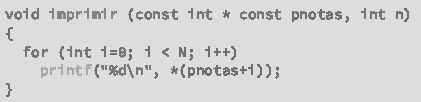 void imprimir (const int * const pnotas, int n)
{
for (int i=0; i < N; i++)
printf("%d\n", *(pnotas+i));
}